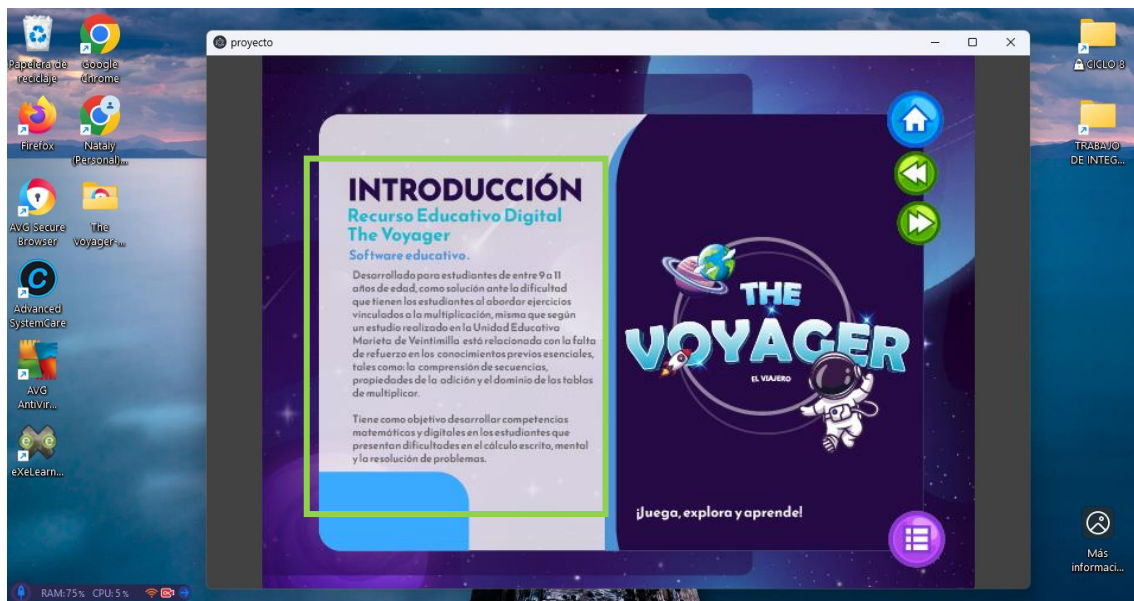 Papelera de
reciclaje
Google
Chrome
Firefox
Nataly
(Personal)...
AVG Secure
Browser
The
Voyager-...
Advanced
SystemCare
AVG
AntiVir...
eXeLearn...
RAM:75% CPU:5%
proyecto
INTRODUCCIÓN
Recurso Educativo Digital
The Voyager
Software educativo.
Desarrollado para estudiantes de entre 9 a 11
años de edad, como solución ante la dificultad
que tienen los estudiantes al abordar ejercicios
vinculados a la multiplicación, misma que según
un estudio realizado en la Unidad Educativa
Marieta de Veintimilla está relacionada con la falta
de refuerzo en los conocimientos previos esenciales,
tales como: la comprensión de secuencias,
propiedades de la adición y el dominio de las tablas
de multiplicar.
Tiene como objetivo desarrollar competencias
matemáticas y digitales en los estudiantes que
presentan dificultades en el cálculo escrito, mental
y la resolución de problemas.
THE
VOYAGER
EL VIAJERO
¡Juega, explora y aprende!
CICLO 8
TRABAJO
DE INTEG...
Más
informaci...